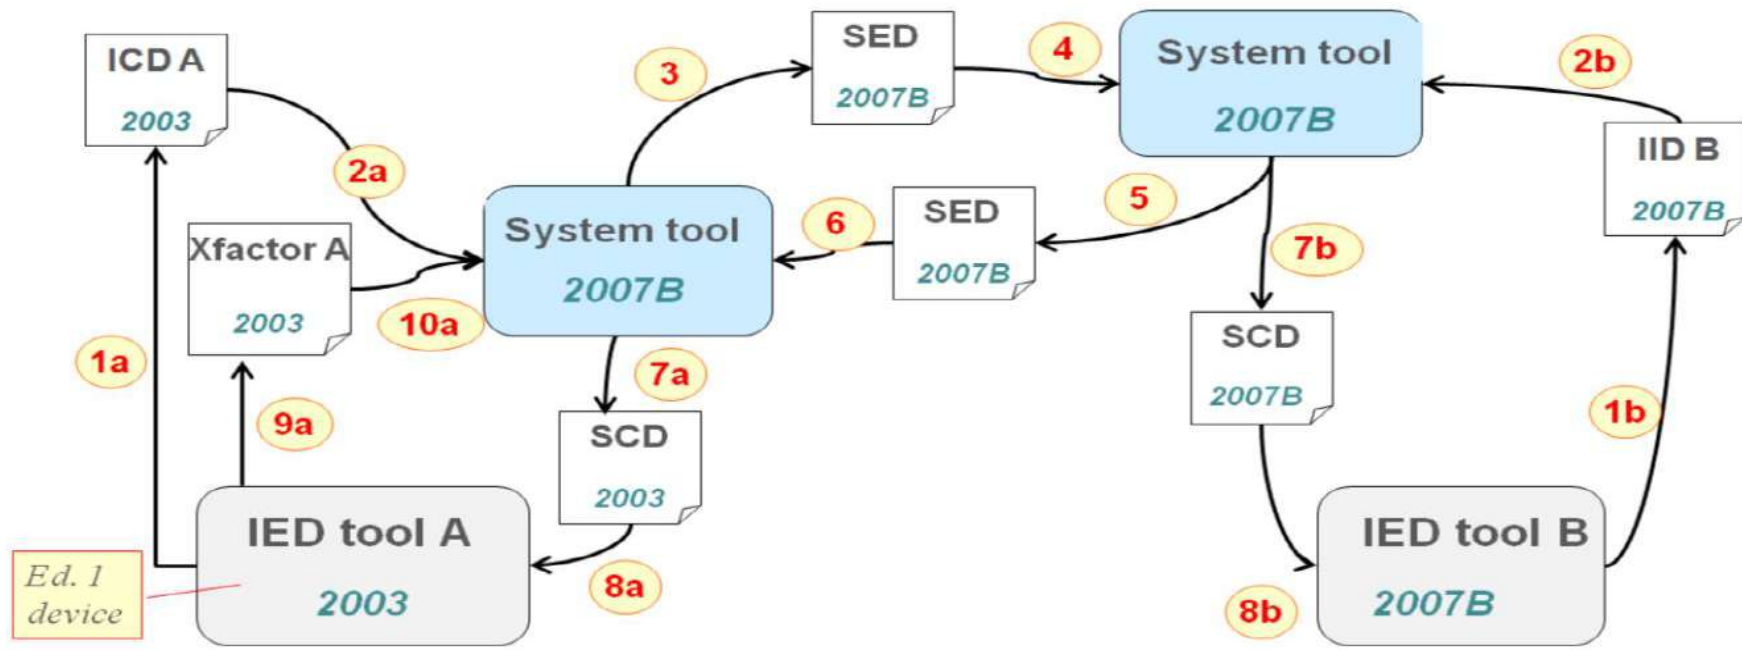 ICD A
2003
1a
2a
Xfactor A
2003
9a
10a
3
System tool
2007B
7a
SCD
2003
8a
IED tool A
2003
Ed. 1
device
SED
2007B
4
SED
2007B
5
6
System tool
2007B
2b
IID B
2007B
7b
SCD
2007B
1b
8b
IED tool B
2007B